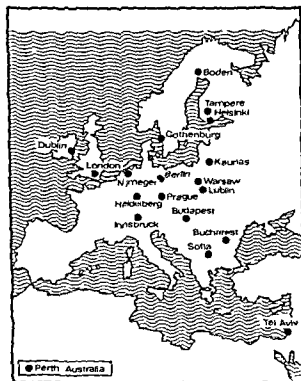 Boden
Tampere
Helsinki
Gothenburg
Dublin
Kaunas
London
Berlin
Nijmegen
Warsaw
Lublin
Heidelberg
Prague
Innsbruck
Budapest
Bucharest
Sofia
Tel Aviv
Perth Australia